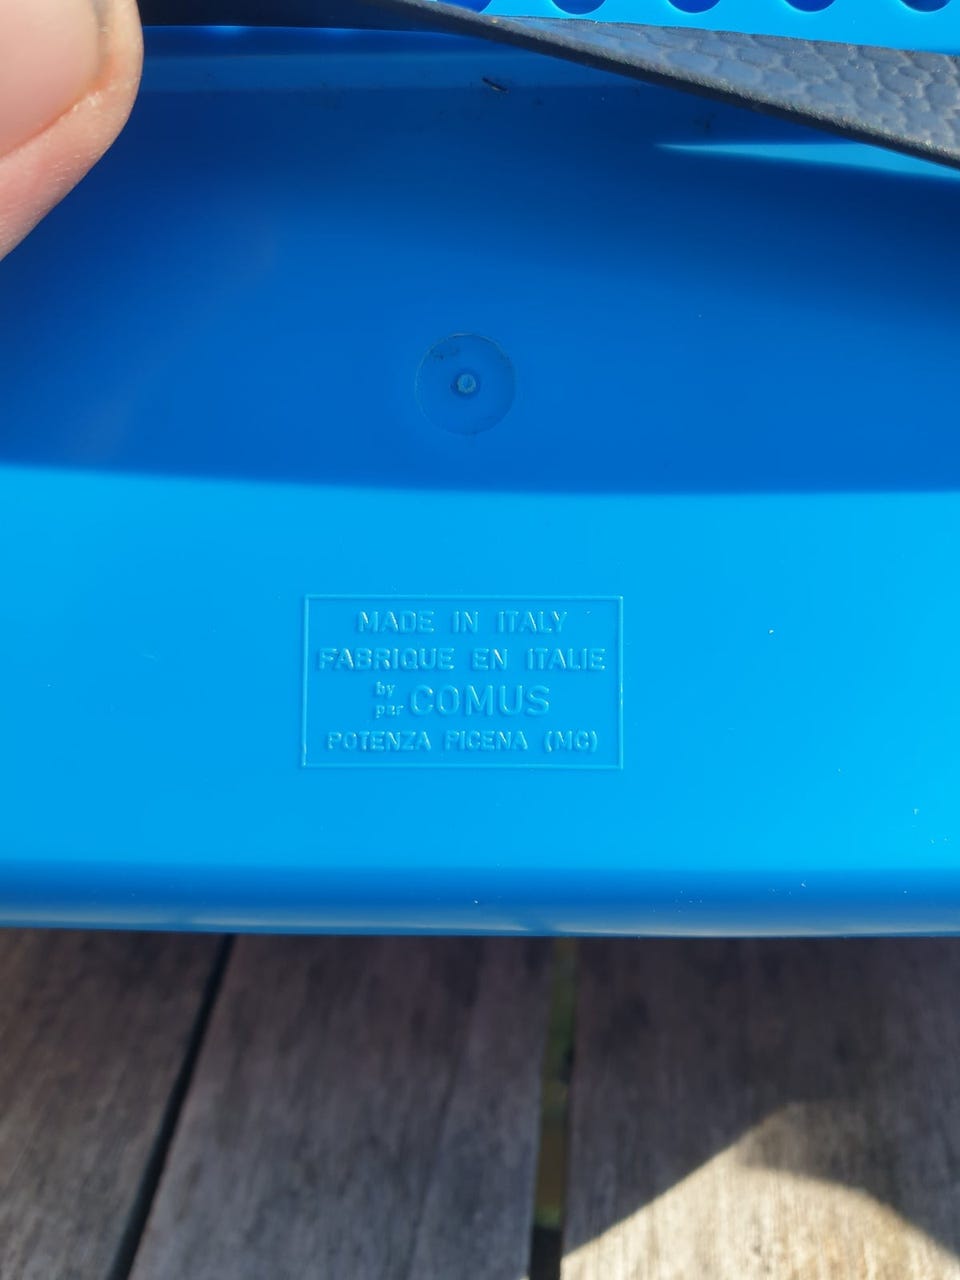 MADE IN ITALY
FABRIQUE EN ITALIE
by
par COMUS
POTENZA PICENA (MC)